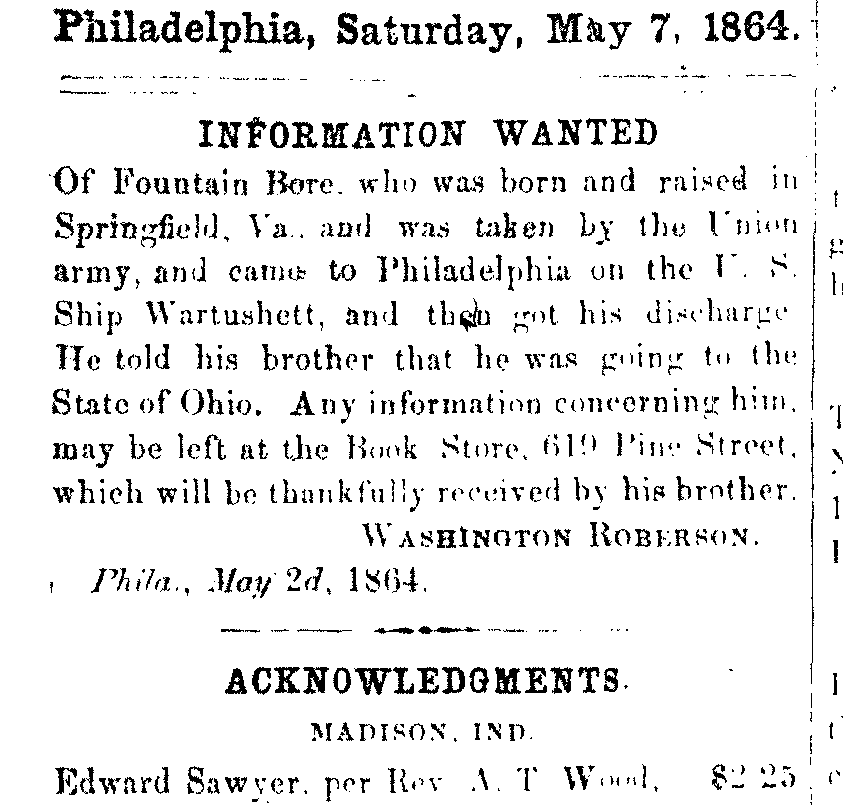 Philadelphia, Saturday, May 7, 1864.
INFORMATION WANTED
Of Fountain Bore, who was born and raised in
Springfield, Va., and was taken by the Union
army, and came to Philadelphia on the U. S.
Ship Wartushett, and then got his discharge
He told his brother that he was going to the
State of Ohio. Any information concerning him,
may be left at the Book Store, 619 Pine Street,
which will be thankfully received by his brother.
WASHINGTON ROBERSON.
Phila., May 2d, 1864.
ACKNOWLEDGMENTS.
MADISON, IND.
Edward Sawyer, per Rev A. T Wood, $2 25